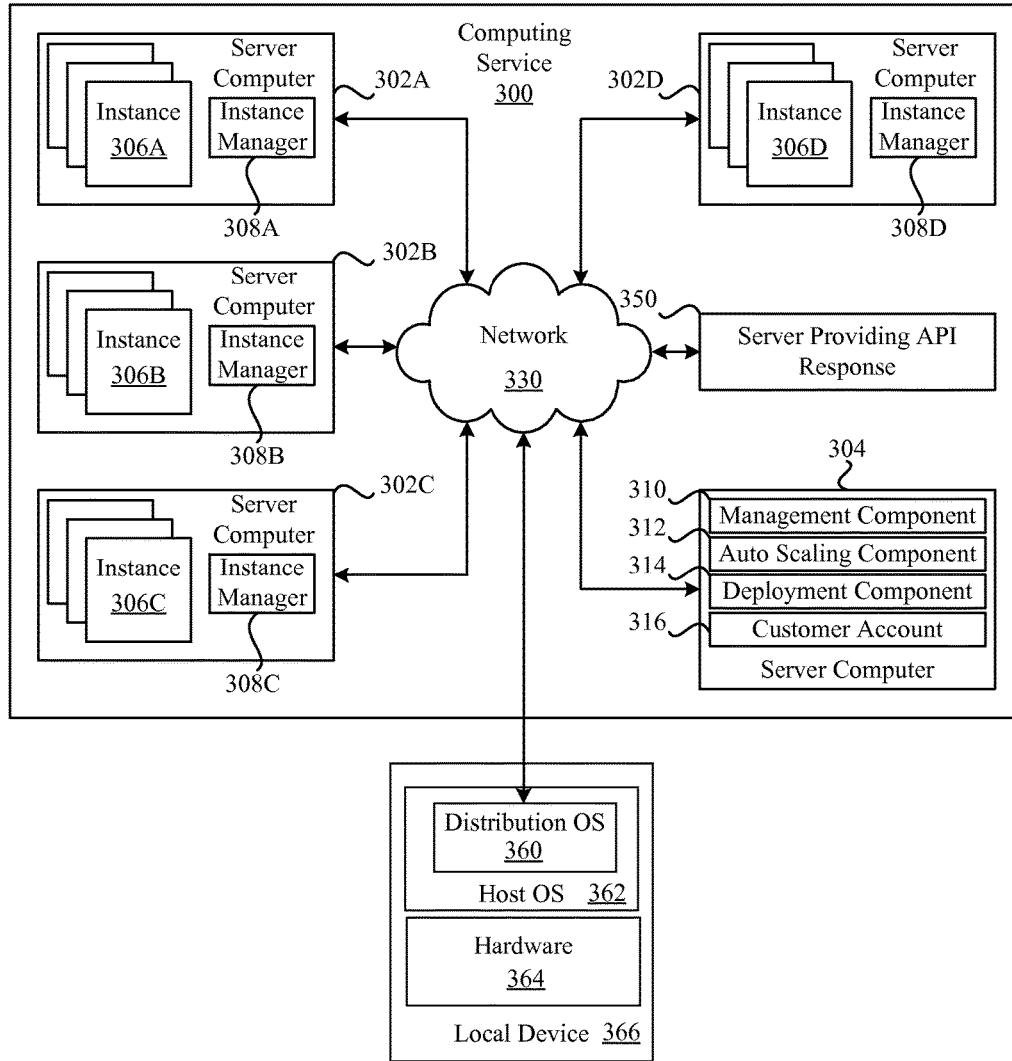 Computing
Service
300
Server
Computer
Instance
306A
Instance
Manager
302A
308A
Server
Computer
Instance
306B
Instance
Manager
302B
308B
Server
Computer
Instance
306C
Instance
Manager
302C
308C
302D
Server
Computer
Instance
306D
Instance
Manager
308D
Network
330
350
Server Providing API
Response
304
310
Management Component
312
Auto Scaling Component
314
Deployment Component
316
Customer Account
Server Computer
Distribution OS
360
Host OS 362
Hardware
364
Local Device 366